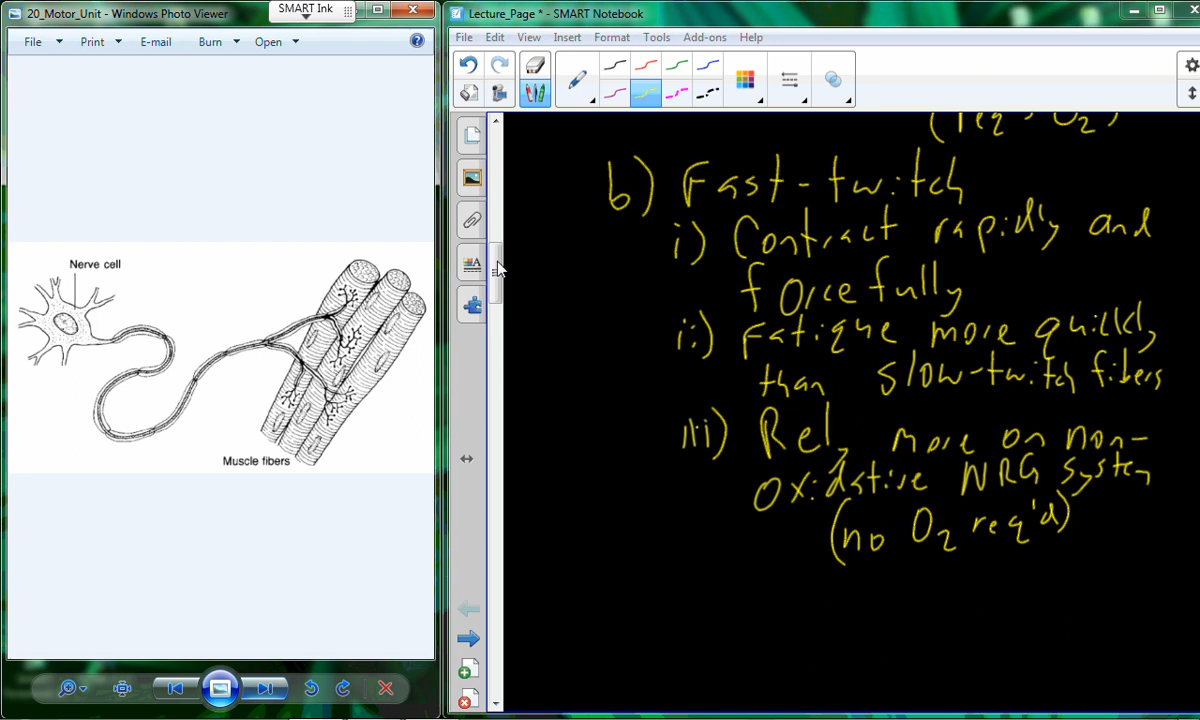 20_Motor_Unit - Windows Photo Viewer
SMART Ink
File Print E-mail Burn Open
Nerve cell
Muscle fibers
Lecture_Page * - SMART Notebook
File Edit View Insert Format Tools Add-ons Help
(req's O2)
b) Fast-twitch
i) Contract rapidly and
forcefully
ii) Fatigue more quickly
than slow-twitch fibers
iii) Rely more on non-
oxidative NRG system
(no O2 req'd)